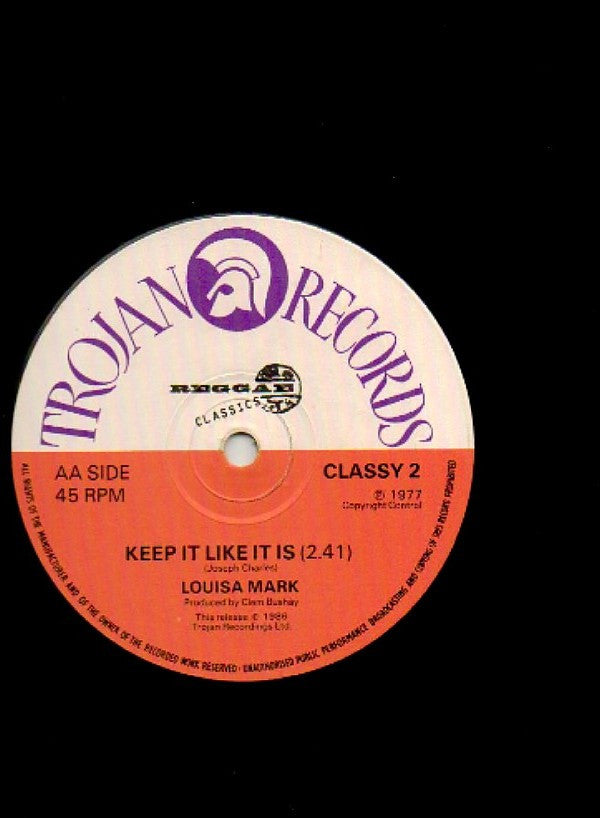 TROJAN RECORDS
REGGAE
CLASSICS
AA SIDE
45 RPM
CLASSY 2
℗ 1977
Copyright Control
KEEP IT LIKE IT IS (2.41)
(Joseph Charles)
LOUISA MARK
Produced by Clem Bushay
This release © 1986
Trojan Recordings Ltd.
ALL RIGHTS OF THE MANUFACTURER AND OF THE OWNER OF THE RECORDED WORK RESERVED · UNAUTHORISED PUBLIC PERFORMANCE BROADCASTING AND COPYING OF THIS RECORD PROHIBITED